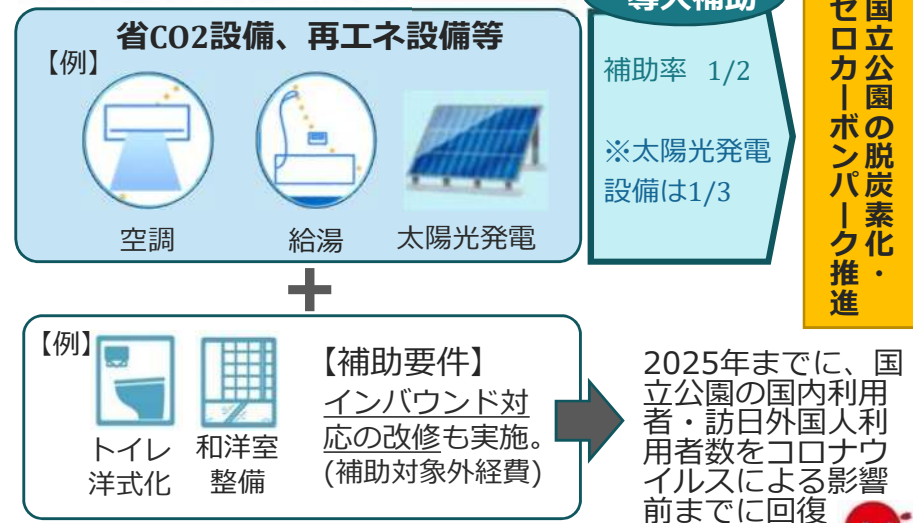 省CO2設備、再エネ設備等
【例】
空調
給湯
太陽光発電
導入補助
補助率 1/2
※太陽光発電
設備は1/3
国立公園の脱炭素化・
ゼロカーボンパーク推進
+
【例】
トイレ
洋式化
和洋室
整備
【補助要件】
インバウンド対
応の改修も実施。
(補助対象外経費)
2025年までに、国
立公園の国内利用
者・訪日外国人利
用者数をコロナウ
イルスによる影響
前までに回復